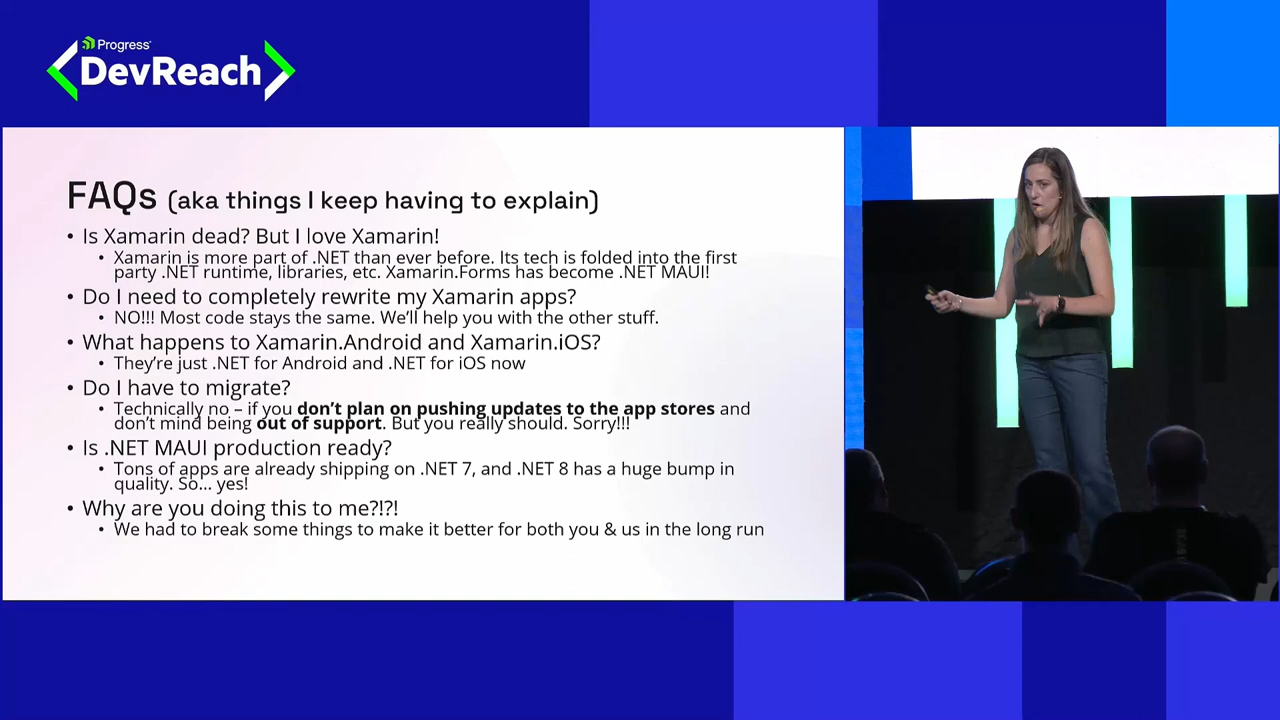 Progress
DevReach
FAQs (aka things I keep having to explain)
• Is Xamarin dead? But I love Xamarin!
• Xamarin is more part of .NET than ever before. Its tech is folded into the first
party .NET runtime, libraries, etc. Xamarin.Forms has become .NET MAUI!
• Do I need to completely rewrite my Xamarin apps?
• NO!!! Most code stays the same. We’ll help you with the other stuff.
• What happens to Xamarin.Android and Xamarin.iOS?
• They’re just .NET for Android and .NET for iOS now
• Do I have to migrate?
• Technically no – if you don’t plan on pushing updates to the app stores and
don’t mind being out of support. But you really should. Sorry!!!
• Is .NET MAUI production ready?
• Tons of apps are already shipping on .NET 7, and .NET 8 has a huge bump in
quality. So… yes!
• Why are you doing this to me?!?!
• We had to break some things to make it better for both you & us in the long run